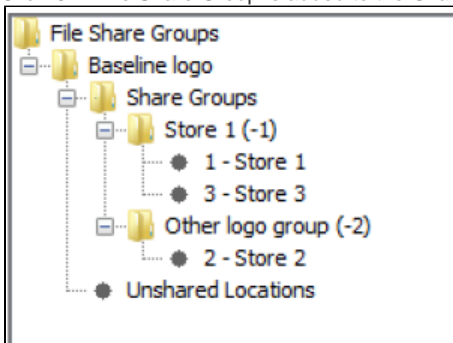 File Share Groups
Baseline logo
Share Groups
Store 1 (-1)
1 - Store 1
3 - Store 3
Other logo group (-2)
2 - Store 2
Unshared Locations